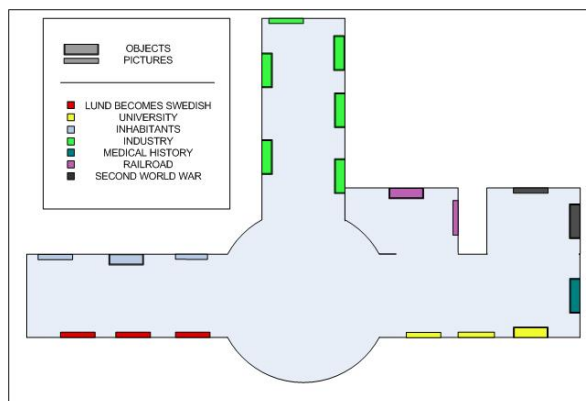 OBJECTS
PICTURES
LUND BECOMES SWEDISH
UNIVERSITY
INHABITANTS
INDUSTRY
MEDICAL HISTORY
RAILROAD
SECOND WORLD WAR